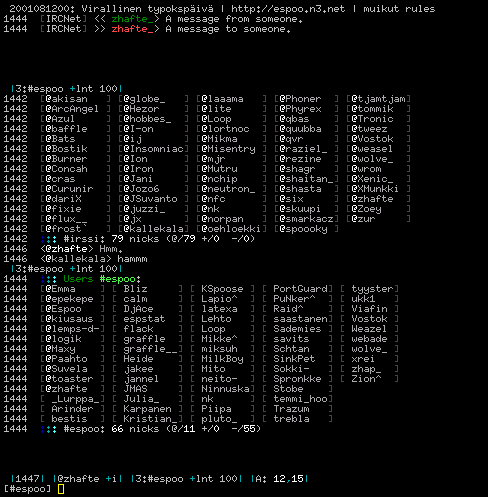 2001081200: Virallinen typokspäivä | http://espoo.n3.net | muikut rules
1440 [IRCNet] << zhafte_> A message from someone.
1440 [IRCNet] >> zhafte_> A message to someone.
|3:#espoo +lnt 100|
1442 [@akisan ] [@globe_ ] [@laaama ] [@Phoner ] [@tjamtjam]
1442 [@ArcAngel ] [@Hezor ] [@lite ] [@Phyrex ] [@tommik ]
1442 [@Azul ] [@hobbes_ ] [@Loop ] [@qbas ] [@Tronic ]
1442 [@baffle ] [@I-on ] [@lortnoc ] [@quubba ] [@tweez ]
1442 [@Bats ] [@ij ] [@Mikma ] [@qvr ] [@Vostok ]
1442 [@Bostik ] [@Insomniac] [@Misentry ] [@raziel_ ] [@weasel ]
1442 [@Burner ] [@Ion ] [@mjr ] [@rezine ] [@wolve_ ]
1442 [@Concah ] [@Iron ] [@Mutru ] [@shagr ] [@wrom ]
1442 [@cras ] [@Jani ] [@nchip ] [@shaitan_ ] [@Xenic_ ]
1442 [@Curunir ] [@Jozo6 ] [@neutron_ ] [@shasta ] [@XMunkki ]
1442 [@dariX ] [@JSuvanto ] [@nfc ] [@six ] [@zhafte ]
1442 [@fixie ] [@juzzi_ ] [@nk ] [@skuupi ] [@Zoey ]
1442 [@flux__ ] [@jx ] [@norpan ] [@smarkacz] [@zur ]
1442 [@frost ] [@kallekala] [@oehloekki] [@spoooky ]
1442 ::: #irssi: 79 nicks (@/79 +/0 -/0)
1446 <@zhafte> Hmm.
1446 <@kallekala> hammm
|3:#espoo +lnt 100|
1444 ::: Users #espoo:
1444 [@Emma ] [ Bliz ] [ KSpoose ] [ PortGuard] [ tyyster]
1444 [@epekepe ] [ calm ] [ Lapio^ ] [ PuNker^ ] [ ukk1 ]
1444 [@Espoo ] [ DjAce ] [ latexa ] [ Raid^ ] [ Viafin ]
1444 [@kiusaus ] [ espstat ] [ Lehto ] [ saastanen] [ Vostok ]
1444 [@lemps-d-] [ flack ] [ Loop ] [ Sademies ] [ Weazel ]
1444 [@logik ] [ graffle ] [ Mikke^ ] [ savits ] [ webade ]
1444 [@Maxy ] [ graffle__] [ miksuh ] [ Schtan ] [ wolve_ ]
1444 [@Paahto ] [ Heide ] [ MilkBoy ] [ SinkPet ] [ xrei ]
1444 [@Suvela ] [ jakee ] [ Mito ] [ Sokki- ] [ zhap_ ]
1444 [@toaster ] [ jannel ] [ neito- ] [ Spronkke ] [ Zion^ ]
1444 [@zhafte ] [ JMAS ] [ Ninnuska] [ Stobe ]
1444 [ _Lurppa_] [ Julia_ ] [ nk ] [ temmi_hoo]
1444 [ Arinder ] [ Karpanen ] [ Piipa ] [ Trazum ]
1444 [ bestis ] [ Kristian_] [ pluto_ ] [ trebla ]
1444 ::: #espoo: 66 nicks (@/11 +/0 -/55)
|1447| |@zhafte +i| |3:#espoo +lnt 100| |A: 12,15|
[#espoo]